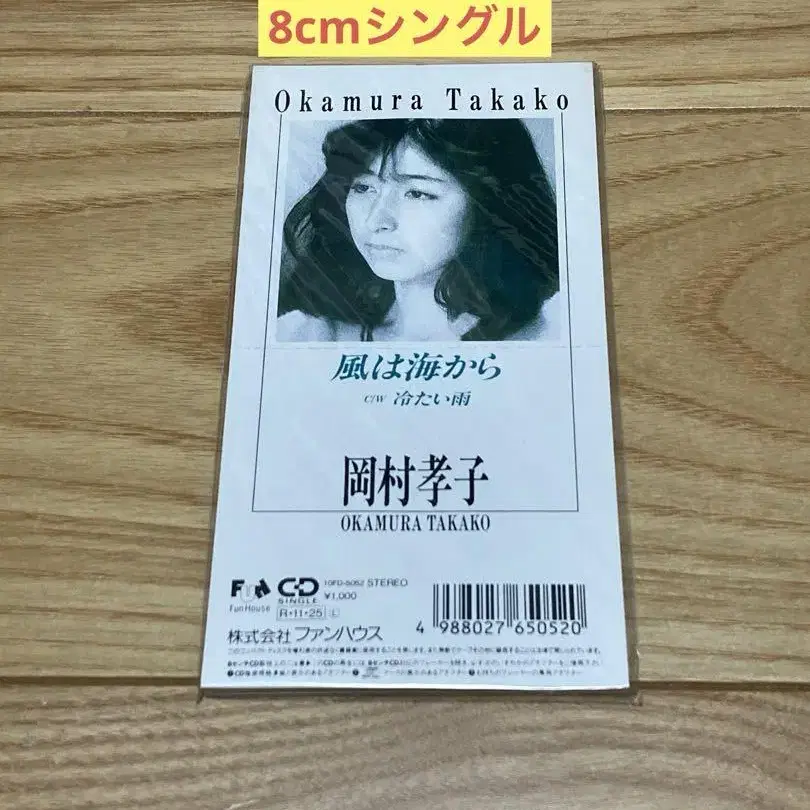 8cmシングル
Okamura Takako
風は海から
C/W 冷たい雨
岡村孝子
OKAMURA TAKAKO
Fun House
CD SINGLE
10FD-5052 STEREO
¥1,000
R・11・25 L
株式会社 ファンハウス
4 988027 650520